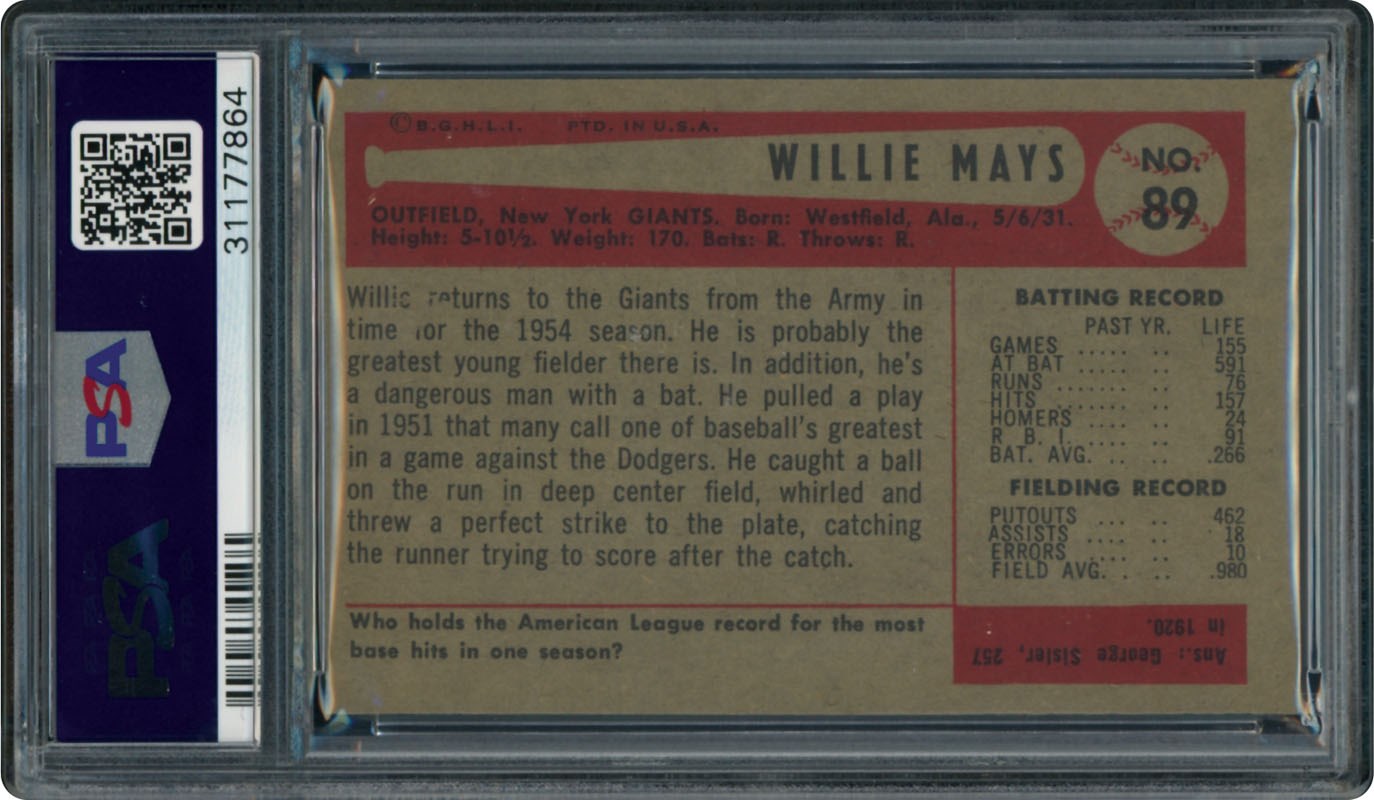 31177864
PSA
PSA
© B.G.H.L.I. PTD. IN U.S.A.
WILLIE MAYS
NO.
89
OUTFIELD, New York GIANTS. Born: Westfield, Ala., 5/6/31.
Height: 5-10½. Weight: 170. Bats: R. Throws: R.
Willie returns to the Giants from the Army in
time for the 1954 season. He is probably the
greatest young fielder there is. In addition, he's
a dangerous man with a bat. He pulled a play
in 1951 that many call one of baseball's greatest
in a game against the Dodgers. He caught a ball
on the run in deep center field, whirled and
threw a perfect strike to the plate, catching
the runner trying to score after the catch.
BATTING RECORD
PAST YR. LIFE
GAMES ..... .. 155
AT BAT ..... .. 591
RUNS ....... .. 76
HITS ....... .. 157
HOMERS .... .. 24
R. B. I. .... .. 91
BAT. AVG. .. .. .266
FIELDING RECORD
PUTOUTS ... .. 462
ASSISTS .... .. 18
ERRORS .... .. 10
FIELD AVG. . .. .980
Who holds the American League record for the most
base hits in one season?
Ans.: George Sisler, 257
in 1920.